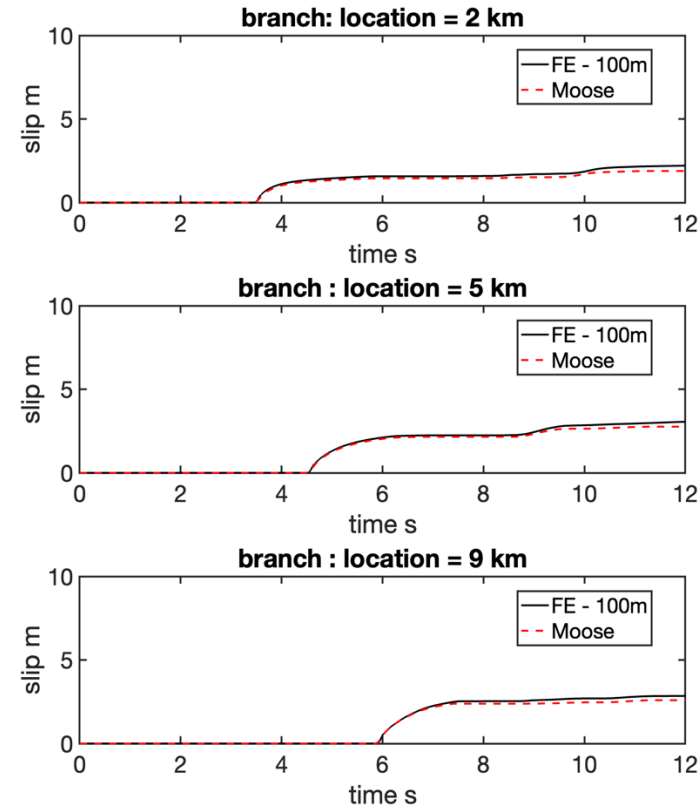 branch: location = 2 km
10
5
0
slip m
FE - 100m
Moose
0 2 4 6 8 10 12
time s
branch : location = 5 km
10
5
0
slip m
FE - 100m
Moose
0 2 4 6 8 10 12
time s
branch : location = 9 km
10
5
0
slip m
FE - 100m
Moose
0 2 4 6 8 10 12
time s